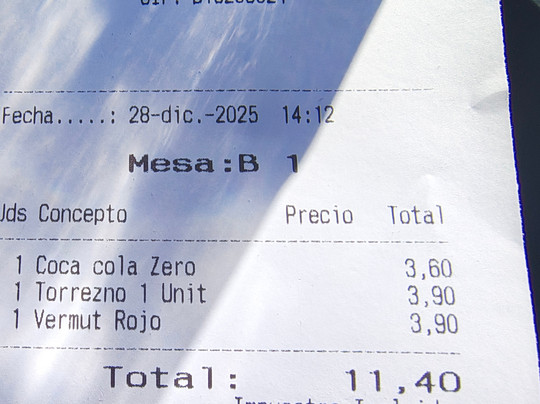 Fecha.....: 28-dic.-2025 14:12
Mesa:B 1
Uds Concepto Precio Total
1 Coca cola Zero 3,60
1 Torrezno 1 Unit 3,90
1 Vermut Rojo 3,90
Total: 11,40